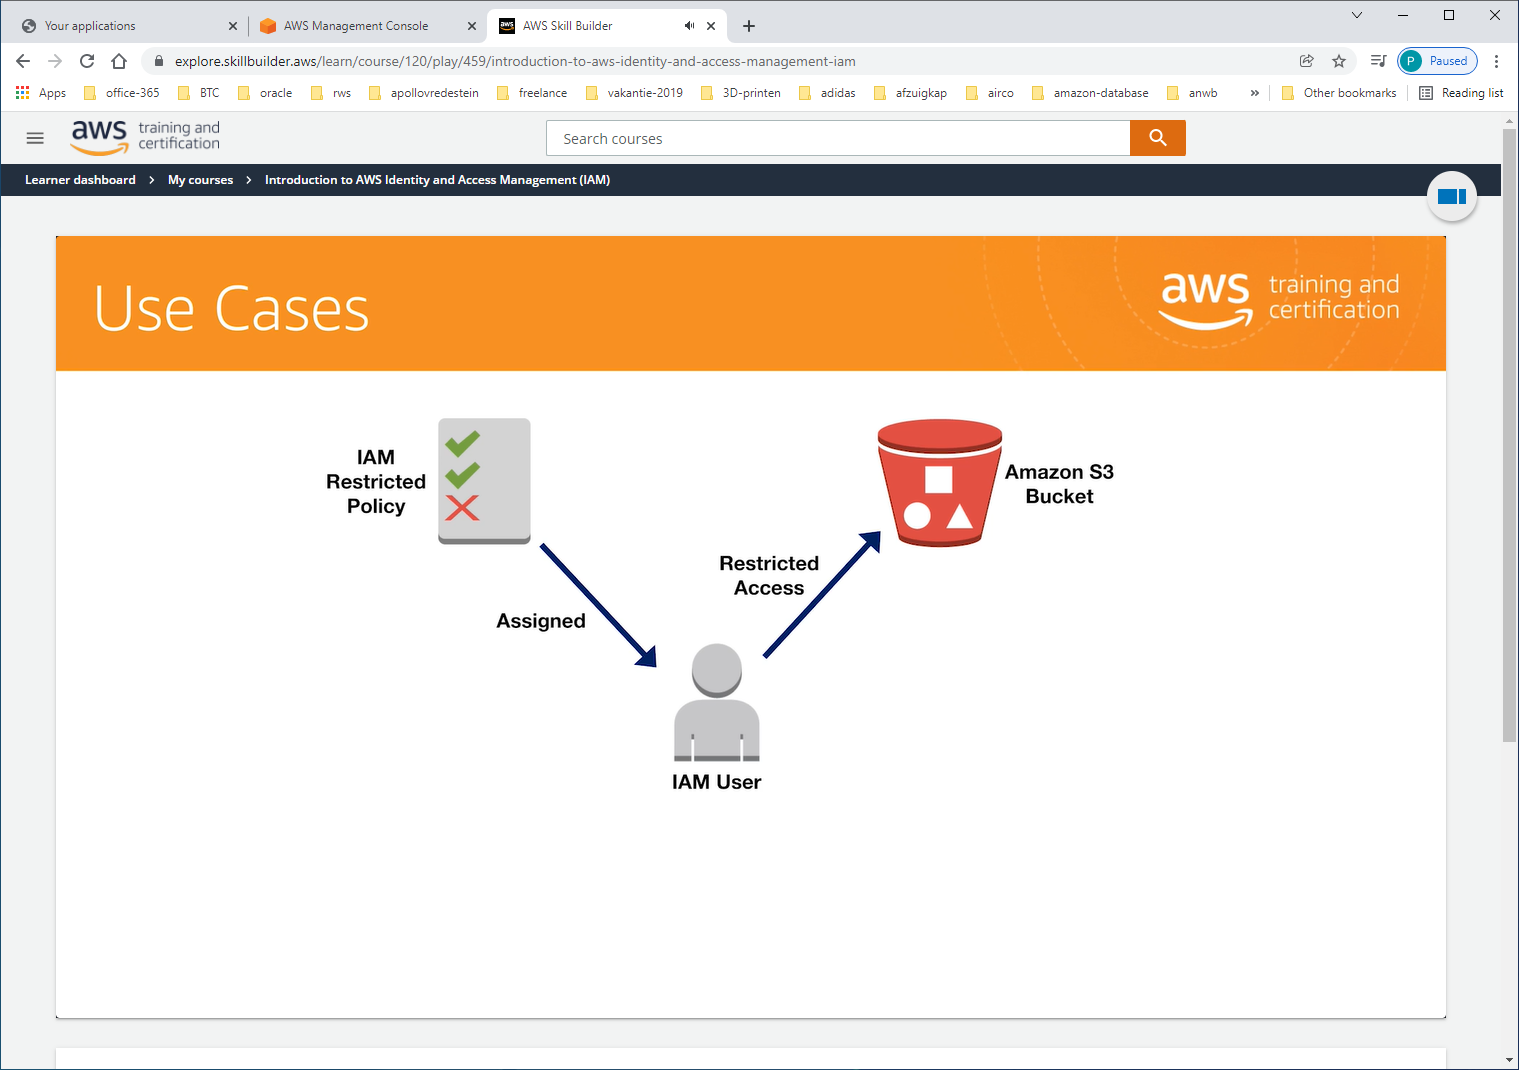 Your applications
AWS Management Console
aws
AWS Skill Builder
explore.skillbuilder.aws/learn/course/120/play/459/introduction-to-aws-identity-and-access-management-iam
P
Paused
Apps
office-365
BTC
oracle
rws
apollovredestein
freelance
vakantie-2019
3D-printen
adidas
afzuigkap
airco
amazon-database
anwb
»
Other bookmarks
Reading list
aws
training and
certification
Search courses
Learner dashboard > My courses > Introduction to AWS Identity and Access Management (IAM)
Use Cases
aws
training and
certification
IAM
Restricted
Policy
Amazon S3
Bucket
Restricted
Access
Assigned
IAM User